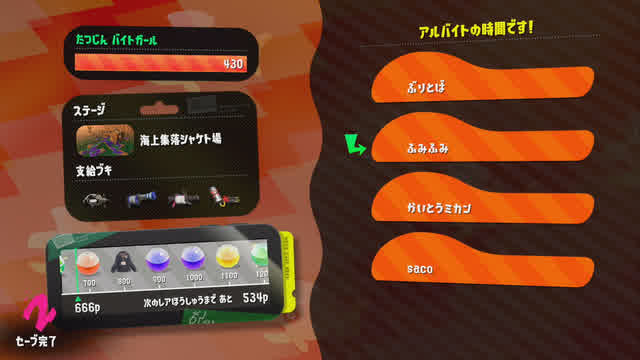 たつじん バイトガール
430
ステージ
海上集落シャケト場
支給ブキ
700 800 900 1000 1100
666p 次のレアほうしゅうまで あと 534p
セーブ完了
アルバイトの時間です!
ぶりとば
ふみふみ
かいとうミカン
saco